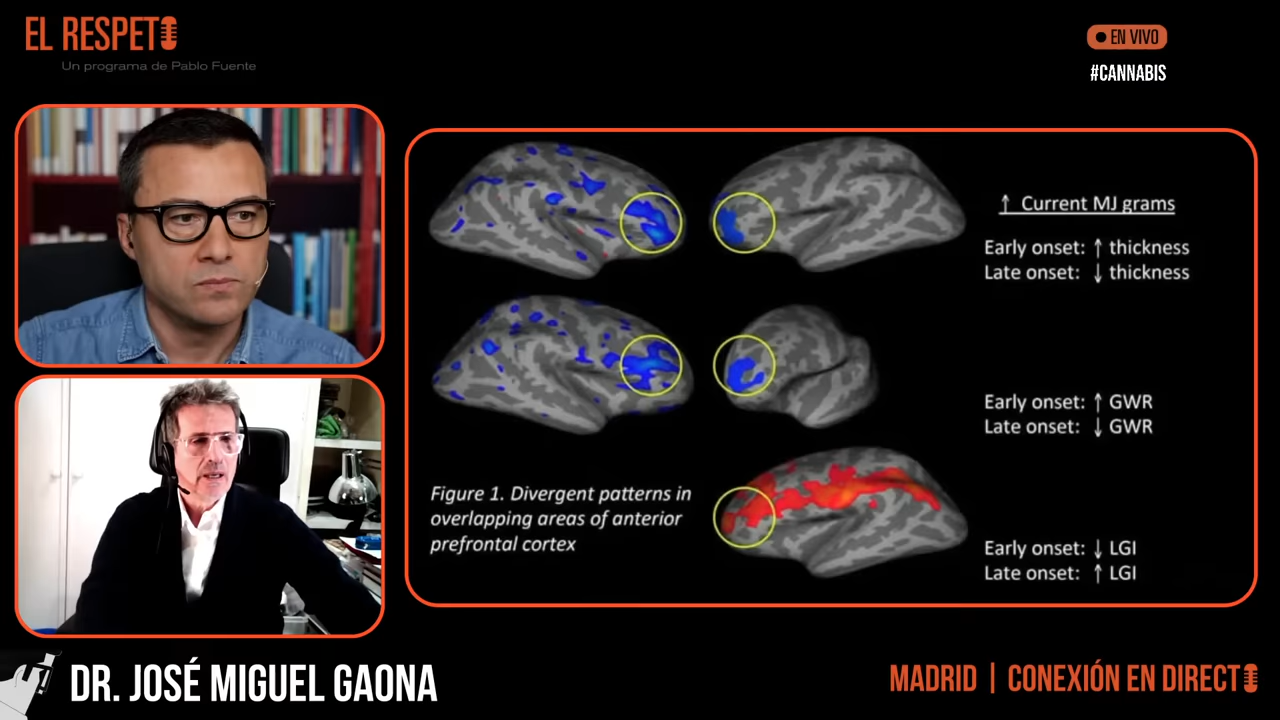 EL RESPETO
Un programa de Pablo Fuente
EN VIVO
#CANNABIS
↑ Current MJ grams
Early onset: ↑ thickness
Late onset: ↓ thickness
Early onset: ↑ GWR
Late onset: ↓ GWR
Figure 1. Divergent patterns in
overlapping areas of anterior
prefrontal cortex
Early onset: ↓ LGI
Late onset: ↑ LGI
DR. JOSÉ MIGUEL GAONA
MADRID | CONEXIÓN EN DIRECTO